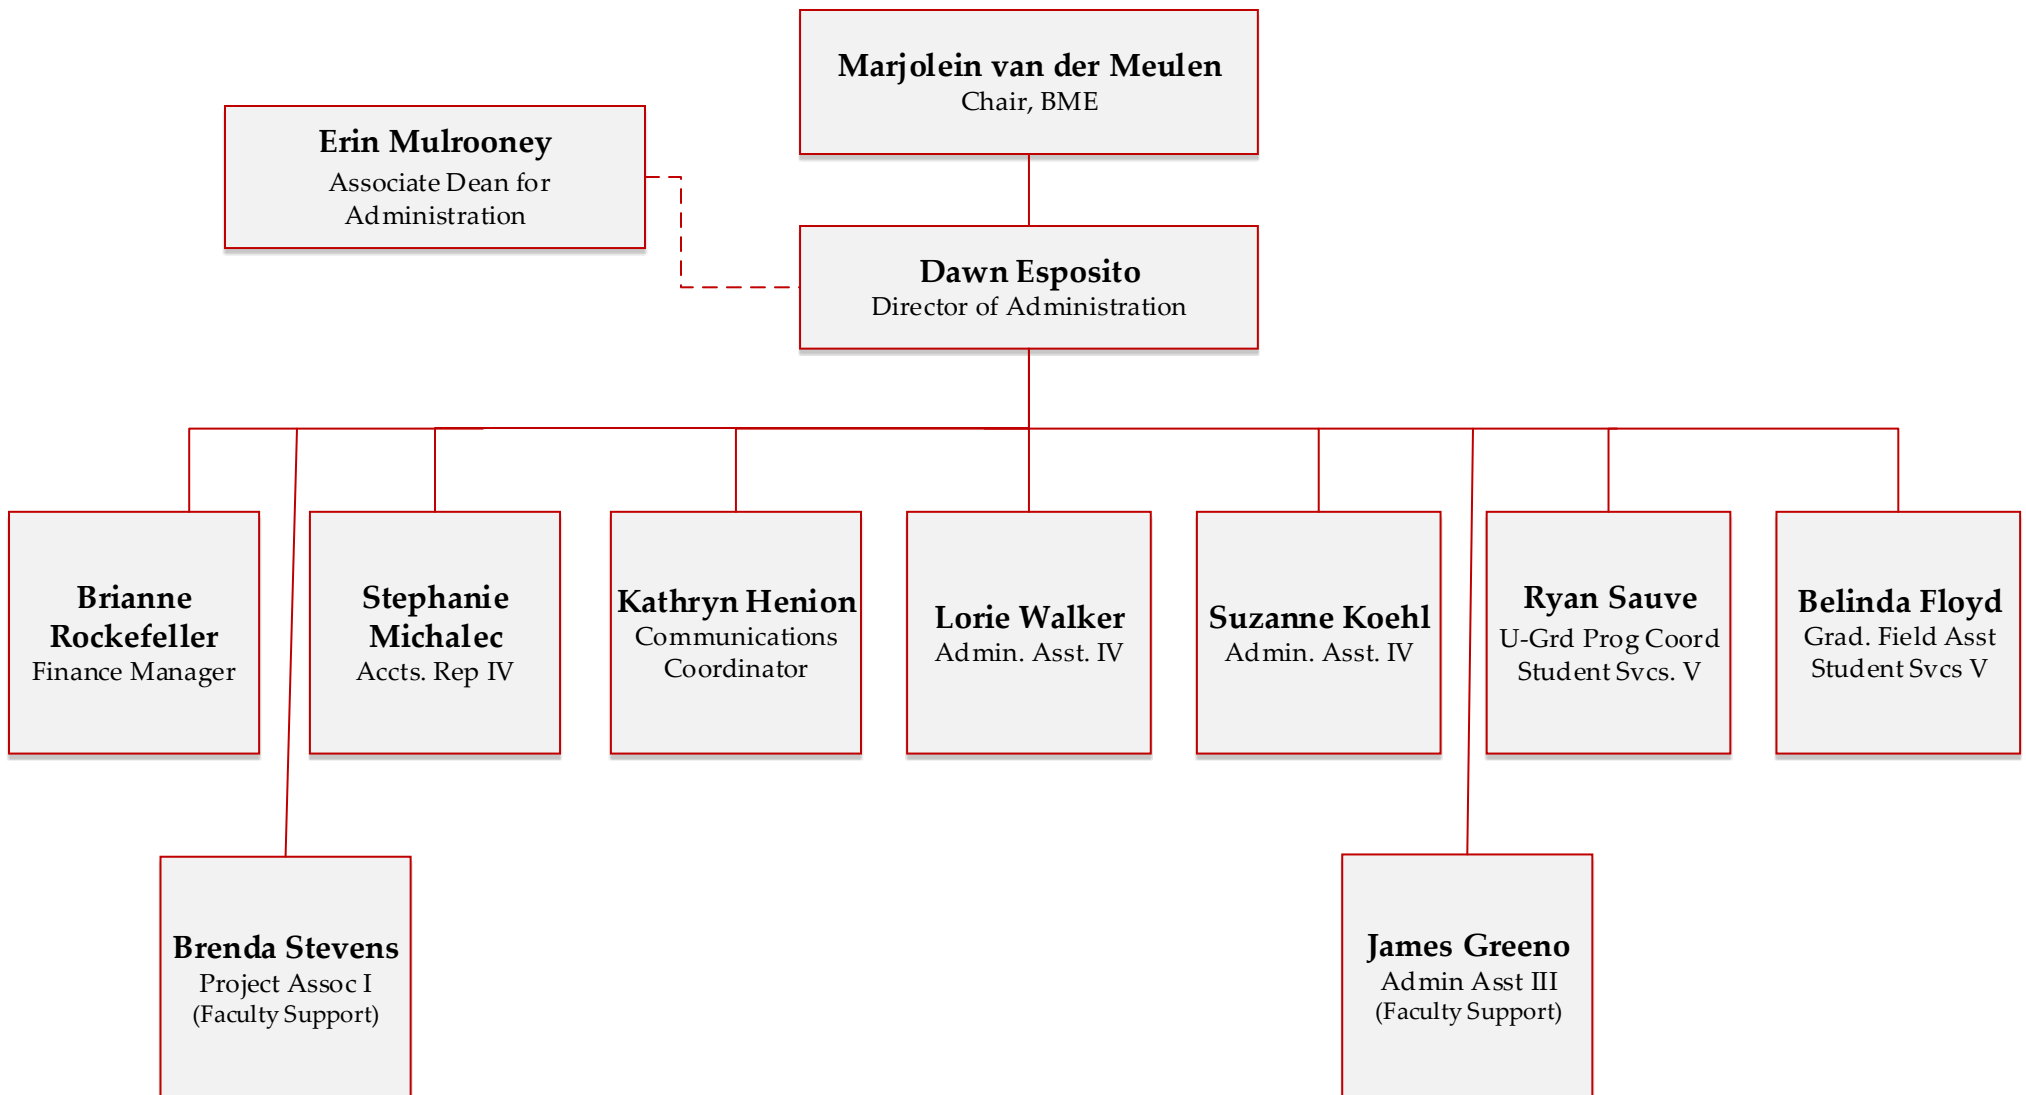 Marjolein van der Meulen
Chair, BME
Erin Mulrooney
Associate Dean for
Administration
Dawn Esposito
Director of Administration
Brianne
Rockefeller
Finance Manager
Stephanie
Michalec
Accts. Rep IV
Kathryn Henion
Communications
Coordinator
Lorie Walker
Admin. Asst. IV
Suzanne Koehl
Admin. Asst. IV
Ryan Sauve
U-Grd Prog Coord
Student Svcs. V
Belinda Floyd
Grad. Field Asst
Student Svcs V
Brenda Stevens
Project Assoc I
(Faculty Support)
James Greeno
Admin Asst III
(Faculty Support)